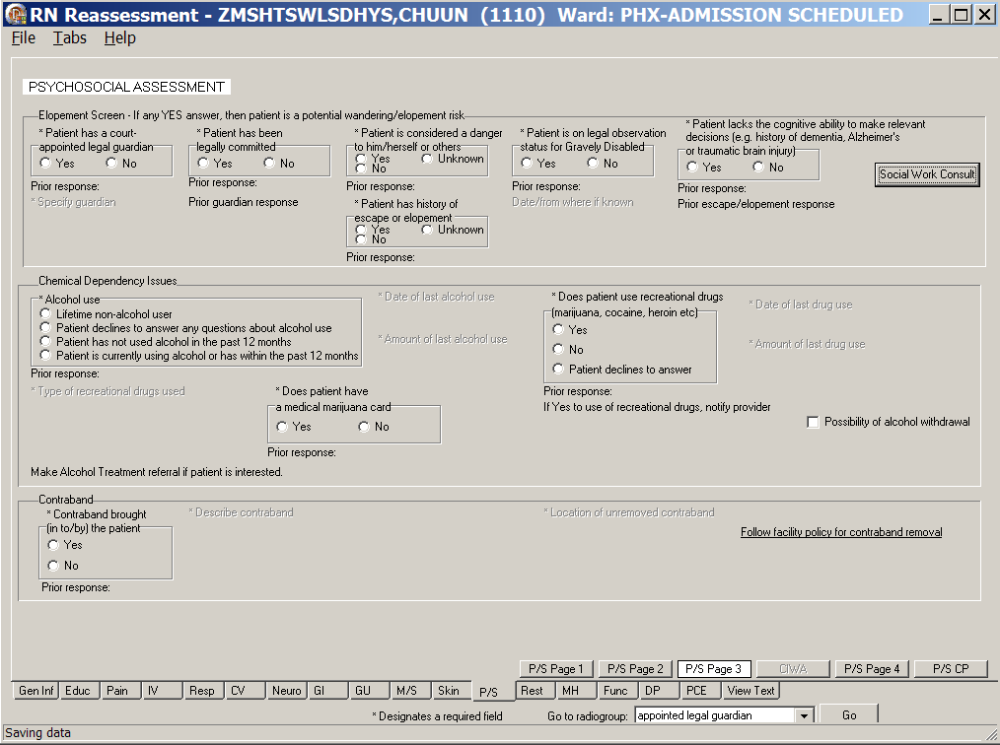 RN Reassessment - ZMSHTSWLSDHYS,CHUUN (1110) Ward: PHX-ADMISSION SCHEDULED
File Tabs Help
PSYCHOSOCIAL ASSESSMENT
Elopement Screen - If any YES answer, then patient is a potential wandering/elopement risk
* Patient has a court-
appointed legal guardian
Yes No
Prior response:
* Specify guardian
* Patient has been
legally committed
Yes No
Prior response:
Prior guardian response
* Patient is considered a danger
to him/herself or others
Yes Unknown
No
Prior response:
* Patient has history of
escape or elopement
Yes Unknown
No
Prior response:
* Patient is on legal observation
status for Gravely Disabled
Yes No
Prior response:
Date/from where if known
* Patient lacks the cognitive ability to make relevant
decisions (e.g. history of dementia, Alzheimer's
or traumatic brain injury)
Yes No
Prior response:
Prior escape/elopement response
Social Work Consult
Chemical Dependency Issues
* Alcohol use
Lifetime non-alcohol user
Patient declines to answer any questions about alcohol use
Patient has not used alcohol in the past 12 months
Patient is currently using alcohol or has within the past 12 months
Prior response:
* Date of last alcohol use
* Amount of last alcohol use
* Does patient use recreational drugs
(marijuana, cocaine, heroin etc)
Yes
No
Patient declines to answer
Prior response:
If Yes to use of recreational drugs, notify provider
* Date of last drug use
* Amount of last drug use
* Type of recreational drugs used
* Does patient have
a medical marijuana card
Yes No
Prior response:
Possibility of alcohol withdrawal
Make Alcohol Treatment referral if patient is interested.
Contraband
* Contraband brought
(in to/by) the patient
Yes
No
Prior response:
* Describe contraband
* Location of unremoved contraband
Follow facility policy for contraband removal
P/S Page 1 P/S Page 2 P/S Page 3 CIWA P/S Page 4 P/S CP
Gen Inf Educ Pain IV Resp CV Neuro GI GU M/S Skin P/S Rest MH Func DP PCE View Text
* Designates a required field Go to radiogroup: appointed legal guardian Go
Saving data